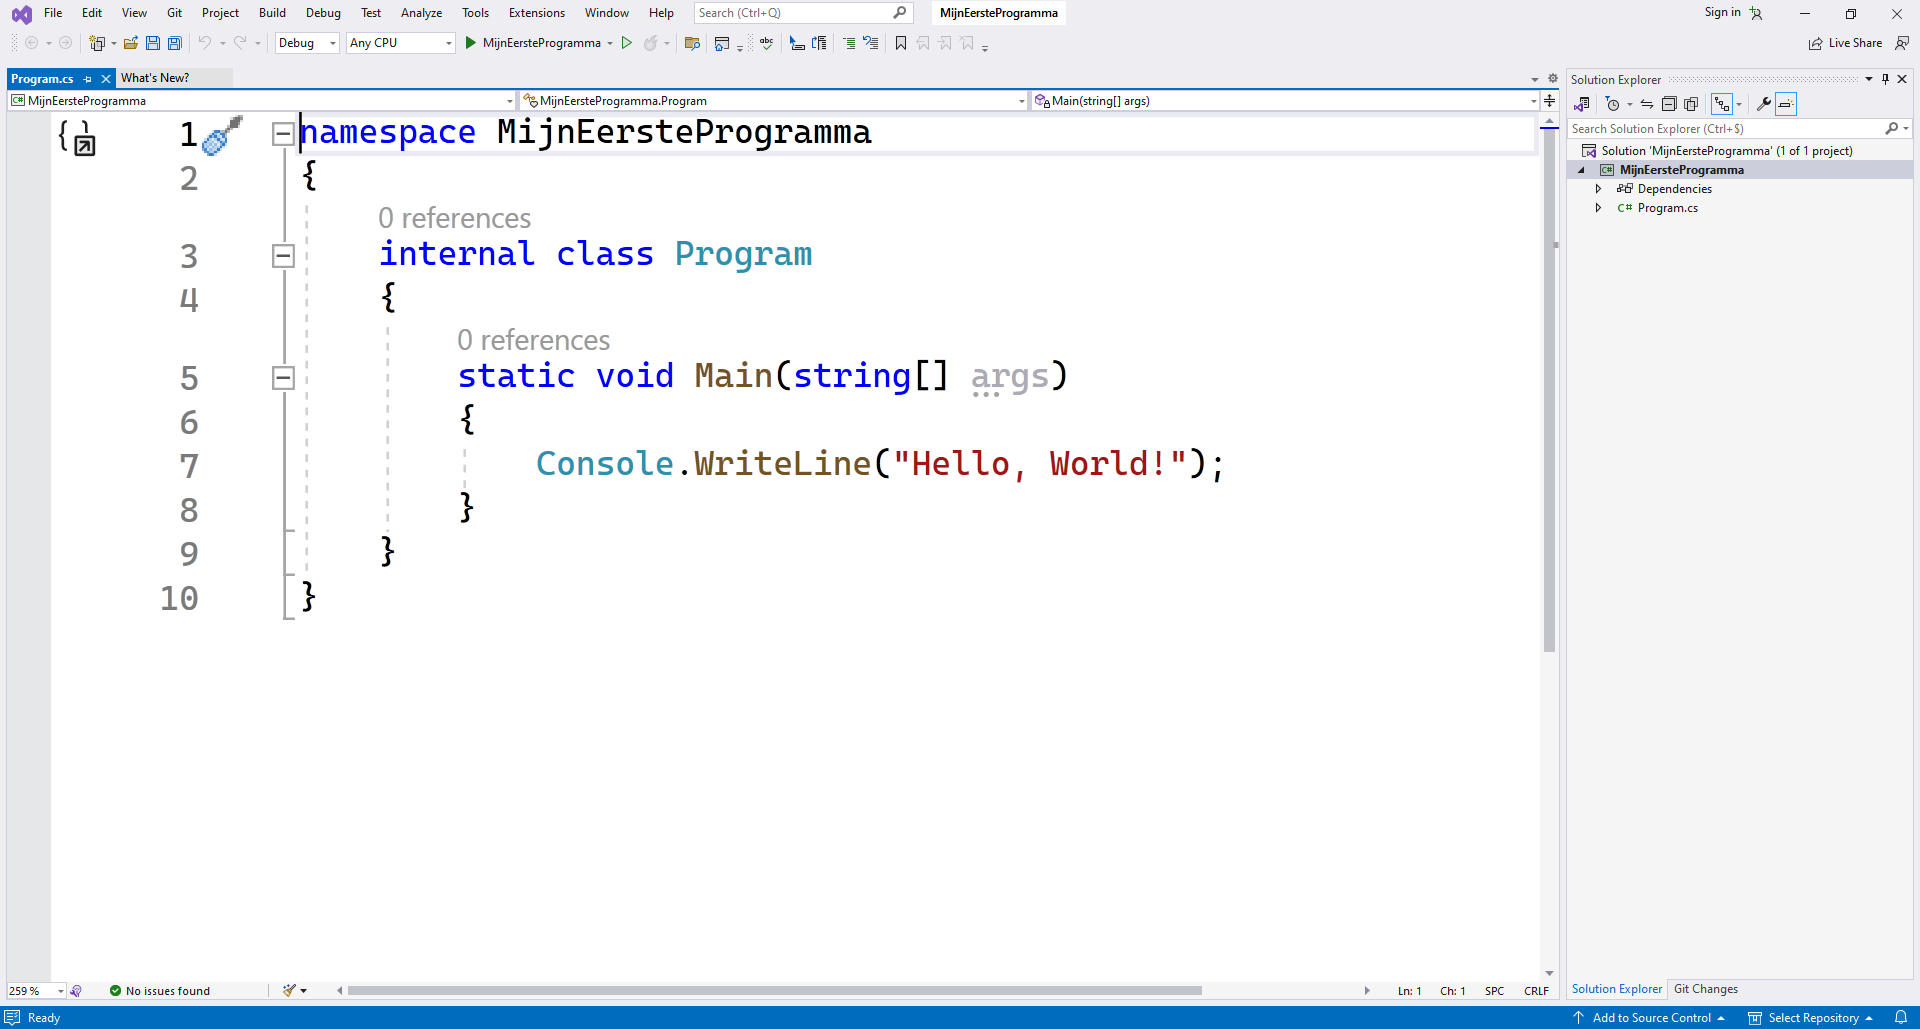 File Edit View Git Project Build Debug Test Analyze Tools Extensions Window Help Search (Ctrl+Q) MijnEersteProgramma Sign in
Debug Any CPU MijnEersteProgramma Live Share
Program.cs What's New?
MijnEersteProgramma MijnEersteProgramma.Program Main(string[] args)
1 namespace MijnEersteProgramma
2 {
0 references
3 internal class Program
4 {
0 references
5 static void Main(string[] args)
6 {
7 Console.WriteLine("Hello, World!");
8 }
9 }
10 }
259 % No issues found Ln: 1 Ch: 1 SPC CRLF
Solution Explorer
Search Solution Explorer (Ctrl+$)
Solution 'MijnEersteProgramma' (1 of 1 project)
C# MijnEersteProgramma
Dependencies
C# Program.cs
Solution Explorer Git Changes
Ready Add to Source Control Select Repository